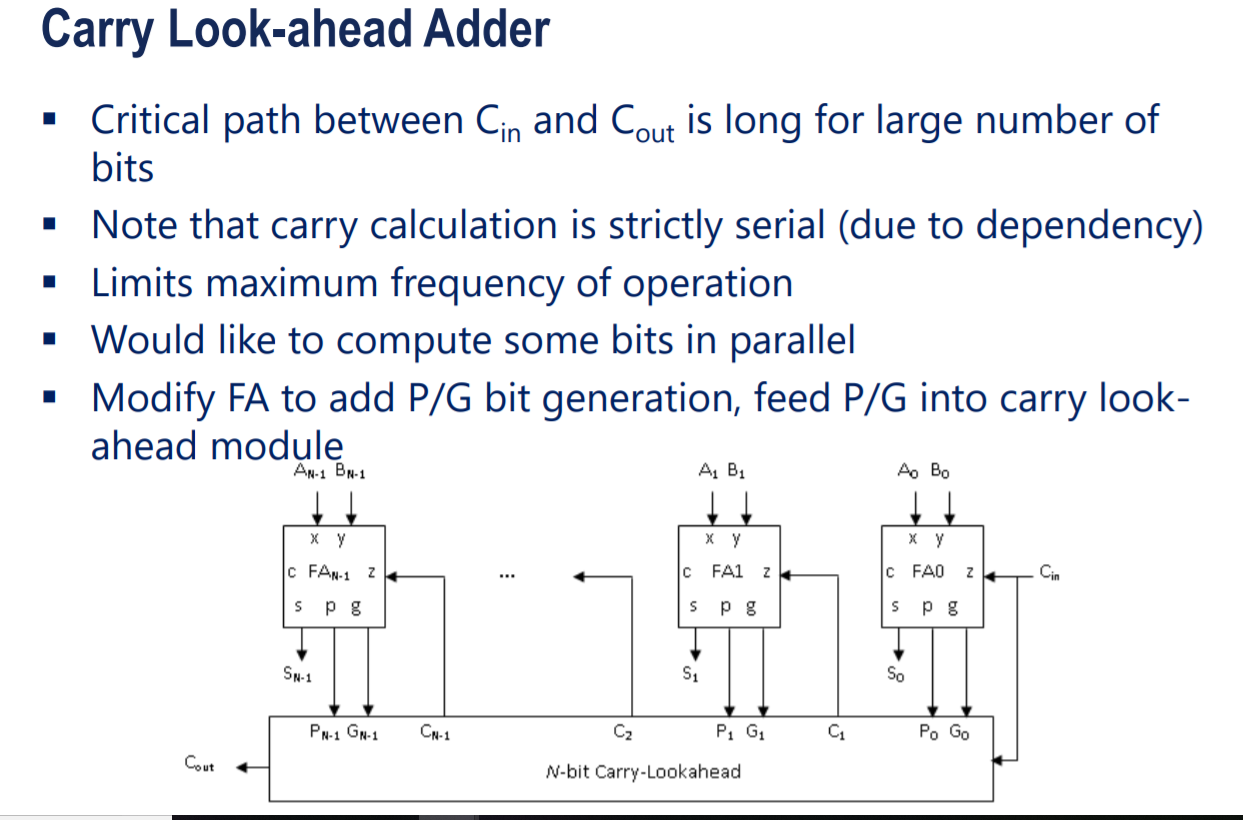 Carry Look-ahead Adder
▪ Critical path between Cin and Cout is long for large number of
bits
▪ Note that carry calculation is strictly serial (due to dependency)
▪ Limits maximum frequency of operation
▪ Would like to compute some bits in parallel
▪ Modify FA to add P/G bit generation, feed P/G into carry look-
ahead module
AN-1 BN-1 A1 B1 A0 B0
x y x y x y
c FAN-1 z ... c FA1 z c FA0 z Cin
s p g s p g s p g
SN-1 S1 S0
PN-1 GN-1 CN-1 C2 P1 G1 C1 P0 G0
Cout N-bit Carry-Lookahead